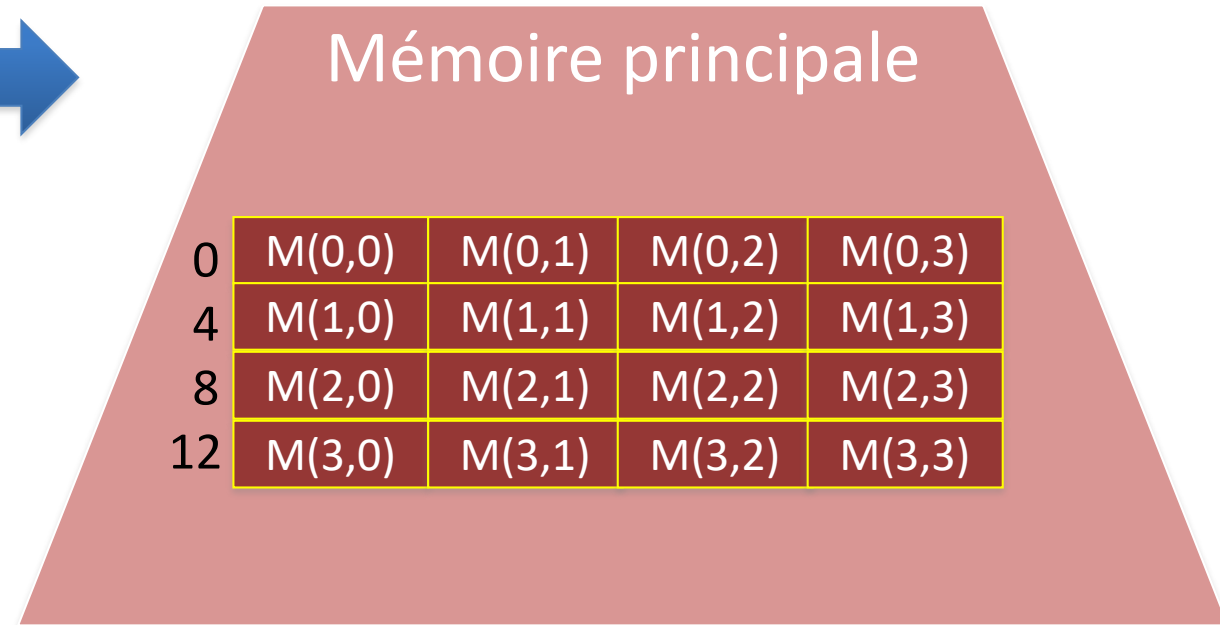 Mémoire principale
0 M(0,0) M(0,1) M(0,2) M(0,3)
4 M(1,0) M(1,1) M(1,2) M(1,3)
8 M(2,0) M(2,1) M(2,2) M(2,3)
12 M(3,0) M(3,1) M(3,2) M(3,3)